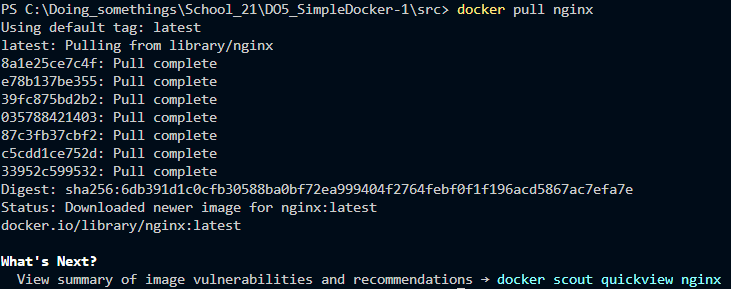 PS C:\Doing_somethings\School_21\DO5_SimpleDocker-1\src> docker pull nginx
Using default tag: latest
latest: Pulling from library/nginx
8a1e25ce7c4f: Pull complete
e78b137be355: Pull complete
39fc875bd2b2: Pull complete
035788421403: Pull complete
87c3fb37cbf2: Pull complete
c5cdd1ce752d: Pull complete
33952c599532: Pull complete
Digest: sha256:6db391d1c0cfb30588ba0bf72ea999404f2764febf0f1f196acd5867ac7efa7e
Status: Downloaded newer image for nginx:latest
docker.io/library/nginx:latest
What's Next?
View summary of image vulnerabilities and recommendations → docker scout quickview nginx